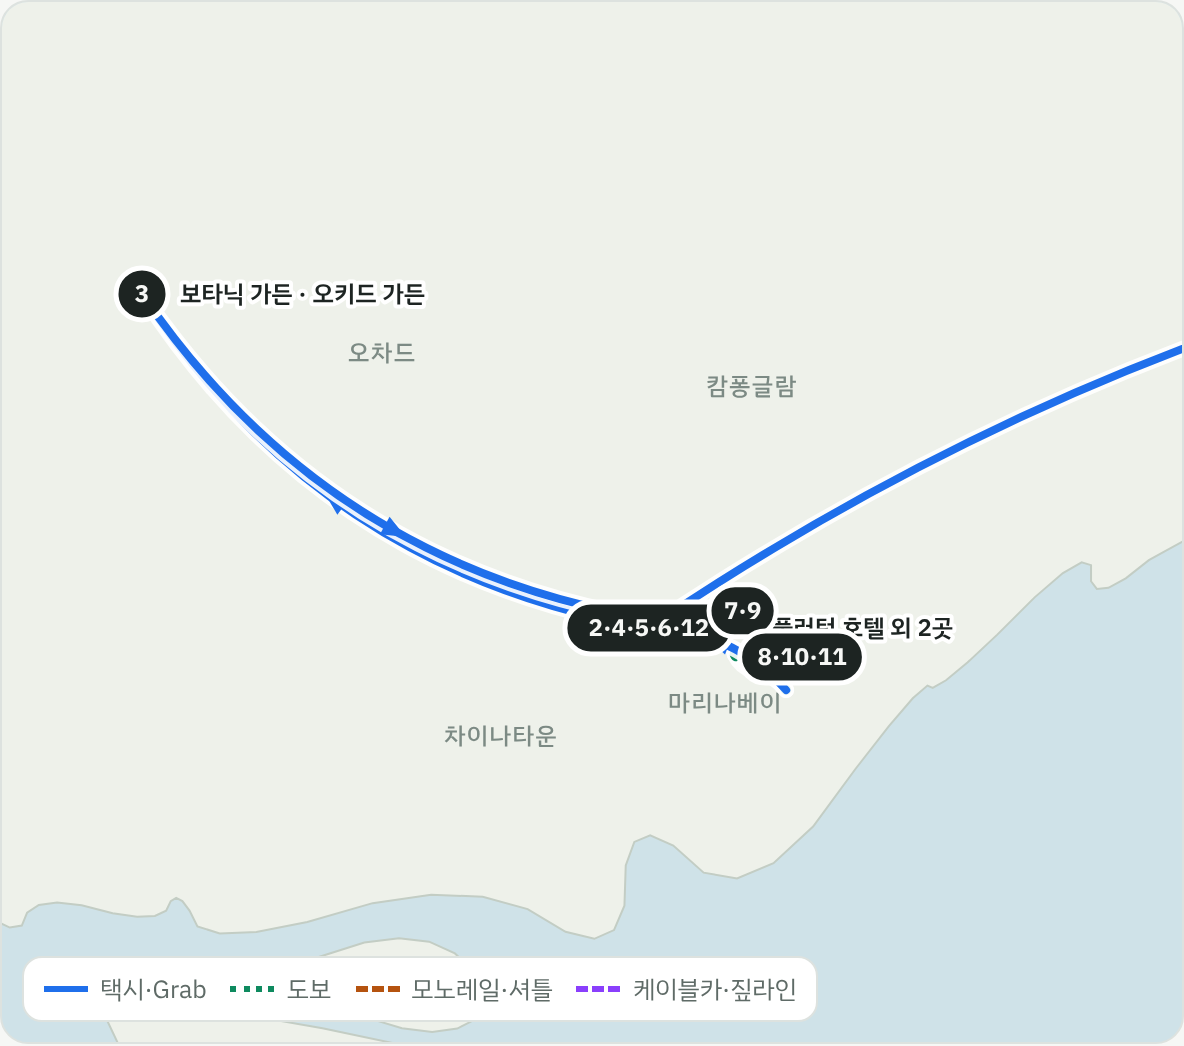 3 보타닉 가든 · 오키드 가든
오차드
캄퐁글람
7·9
2·4·5·6·12
플러턴 호텔 외 2곳
8·10·11
마리나베이
차이나타운
택시·Grab 도보 모노레일·셔틀 케이블카·짚라인